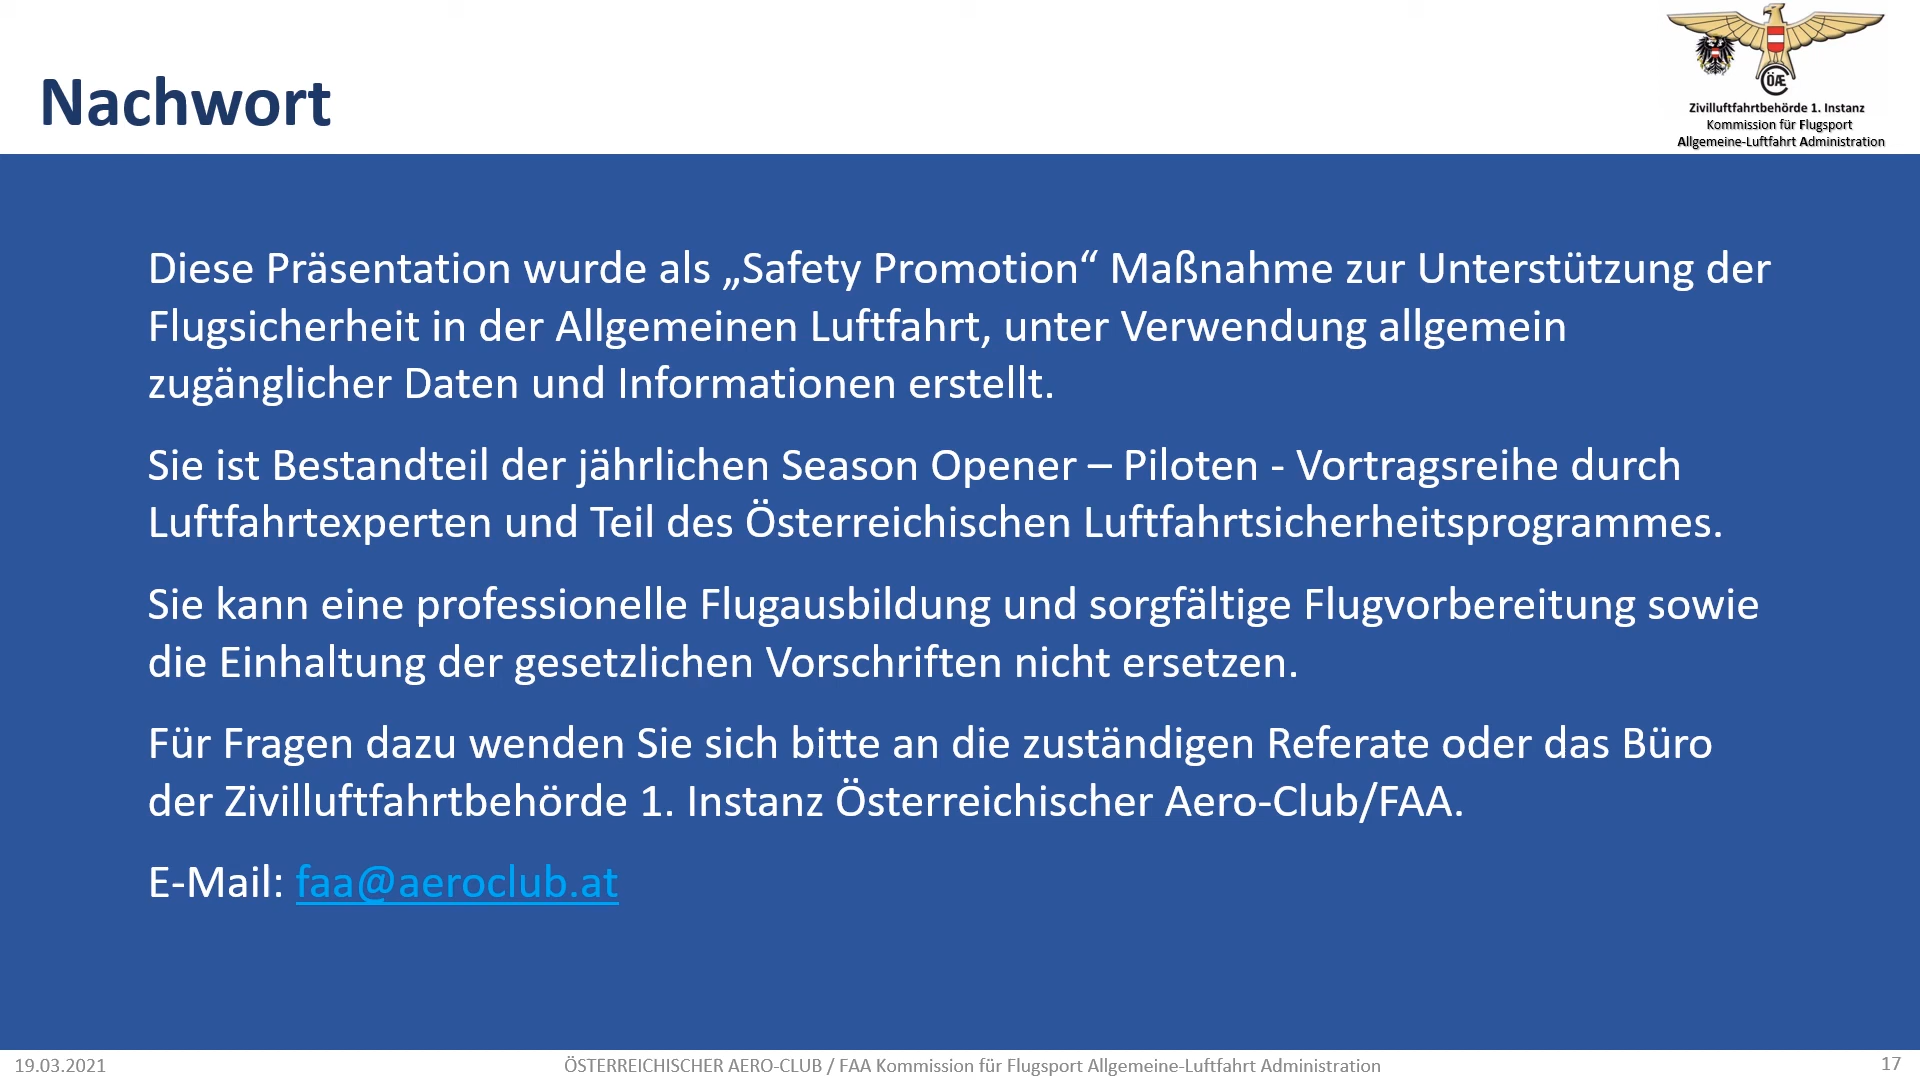 Nachwort
ÖAeC
Zivilluftfahrtbehörde 1. Instanz
Kommission für Flugsport
Allgemeine-Luftfahrt Administration
Diese Präsentation wurde als „Safety Promotion“ Maßnahme zur Unterstützung der
Flugsicherheit in der Allgemeinen Luftfahrt, unter Verwendung allgemein
zugänglicher Daten und Informationen erstellt.
Sie ist Bestandteil der jährlichen Season Opener – Piloten - Vortragsreihe durch
Luftfahrtexperten und Teil des Österreichischen Luftfahrtsicherheitsprogrammes.
Sie kann eine professionelle Flugausbildung und sorgfältige Flugvorbereitung sowie
die Einhaltung der gesetzlichen Vorschriften nicht ersetzen.
Für Fragen dazu wenden Sie sich bitte an die zuständigen Referate oder das Büro
der Zivilluftfahrtbehörde 1. Instanz Österreichischer Aero-Club/FAA.
E-Mail: faa@aeroclub.at
19.03.2021
ÖSTERREICHISCHER AERO-CLUB / FAA Kommission für Flugsport Allgemeine-Luftfahrt Administration
17